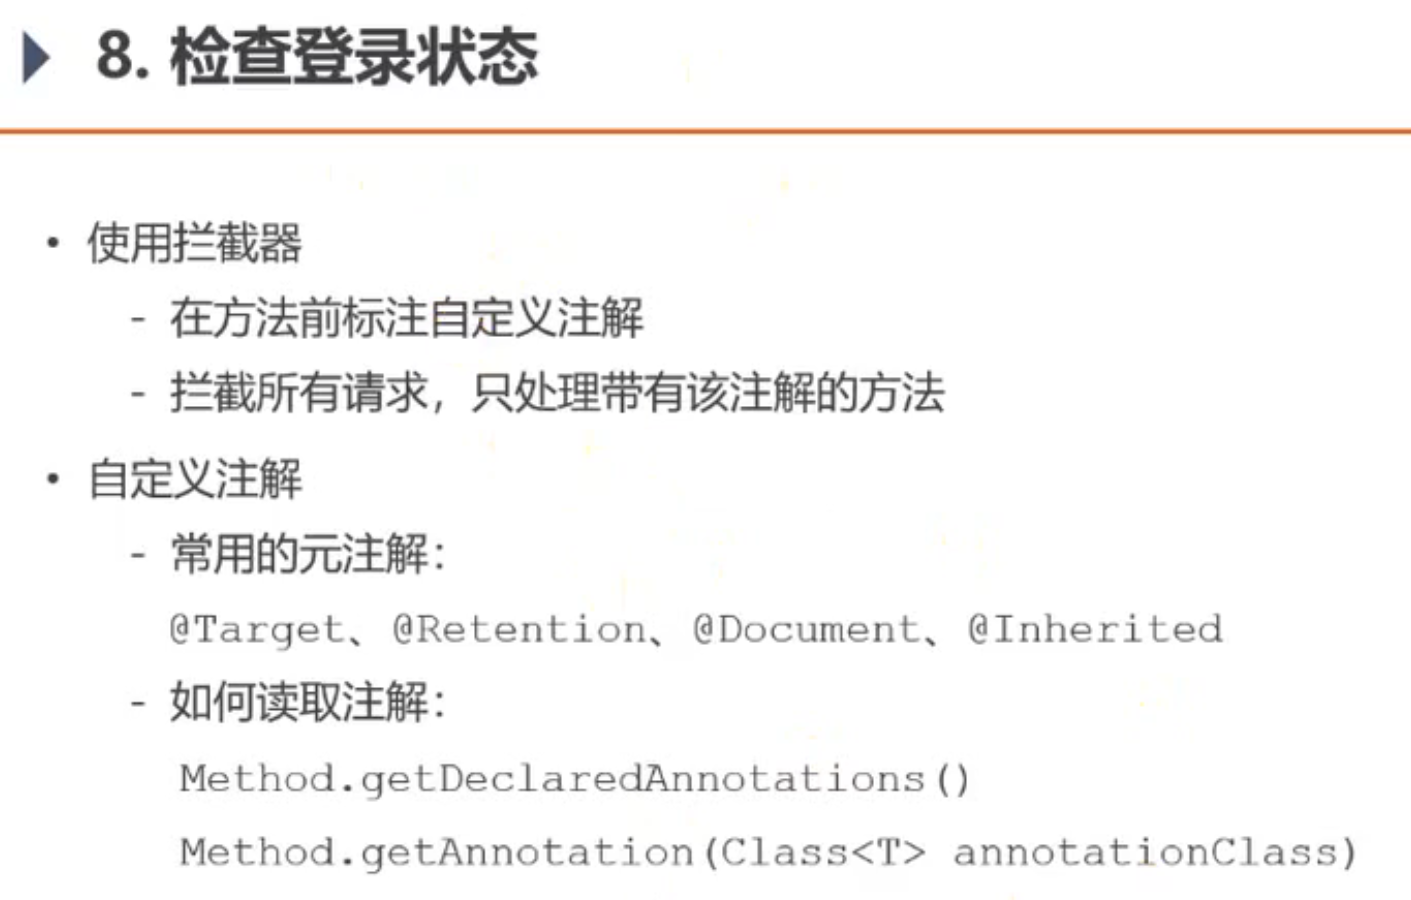 8. 检查登录状态
• 使用拦截器
- 在方法前标注自定义注解
- 拦截所有请求，只处理带有该注解的方法
• 自定义注解
- 常用的元注解：
@Target、@Retention、@Document、@Inherited
- 如何读取注解：
Method.getDeclaredAnnotations()
Method.getAnnotation(Class<T> annotationClass)